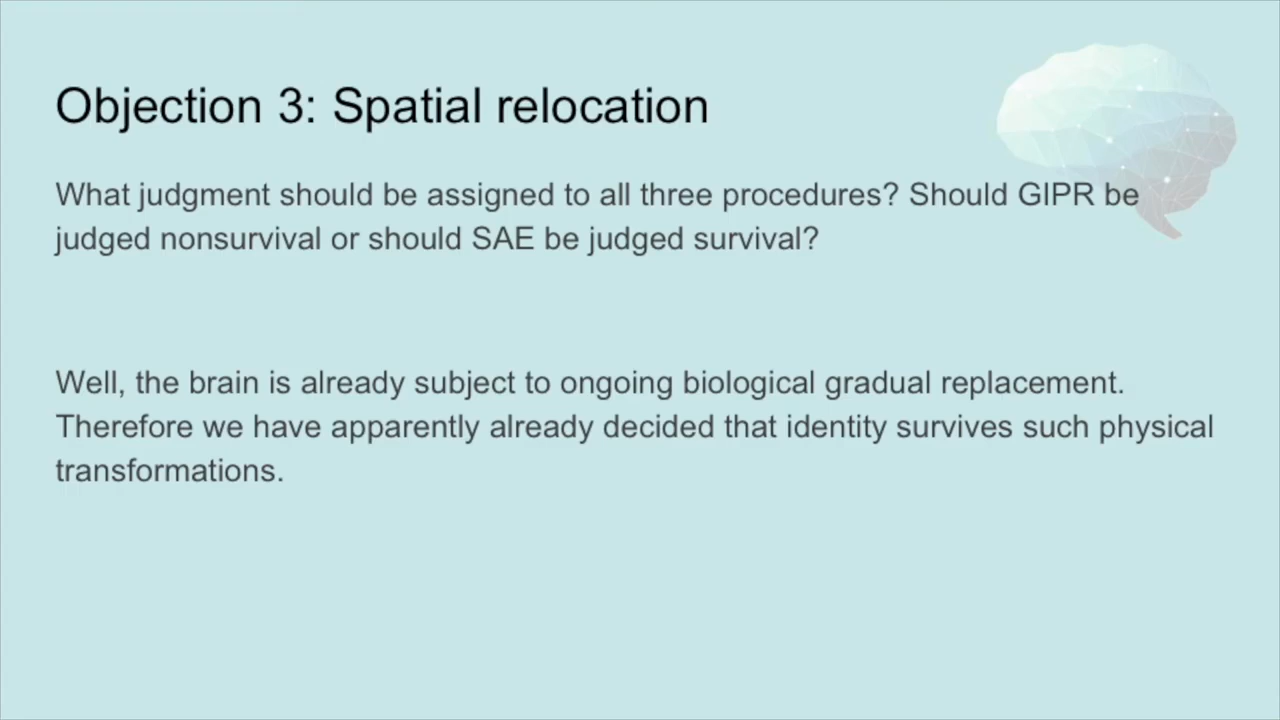 Objection 3: Spatial relocation
What judgment should be assigned to all three procedures? Should GIPR be
judged nonsurvival or should SAE be judged survival?
Well, the brain is already subject to ongoing biological gradual replacement.
Therefore we have apparently already decided that identity survives such physical
transformations.